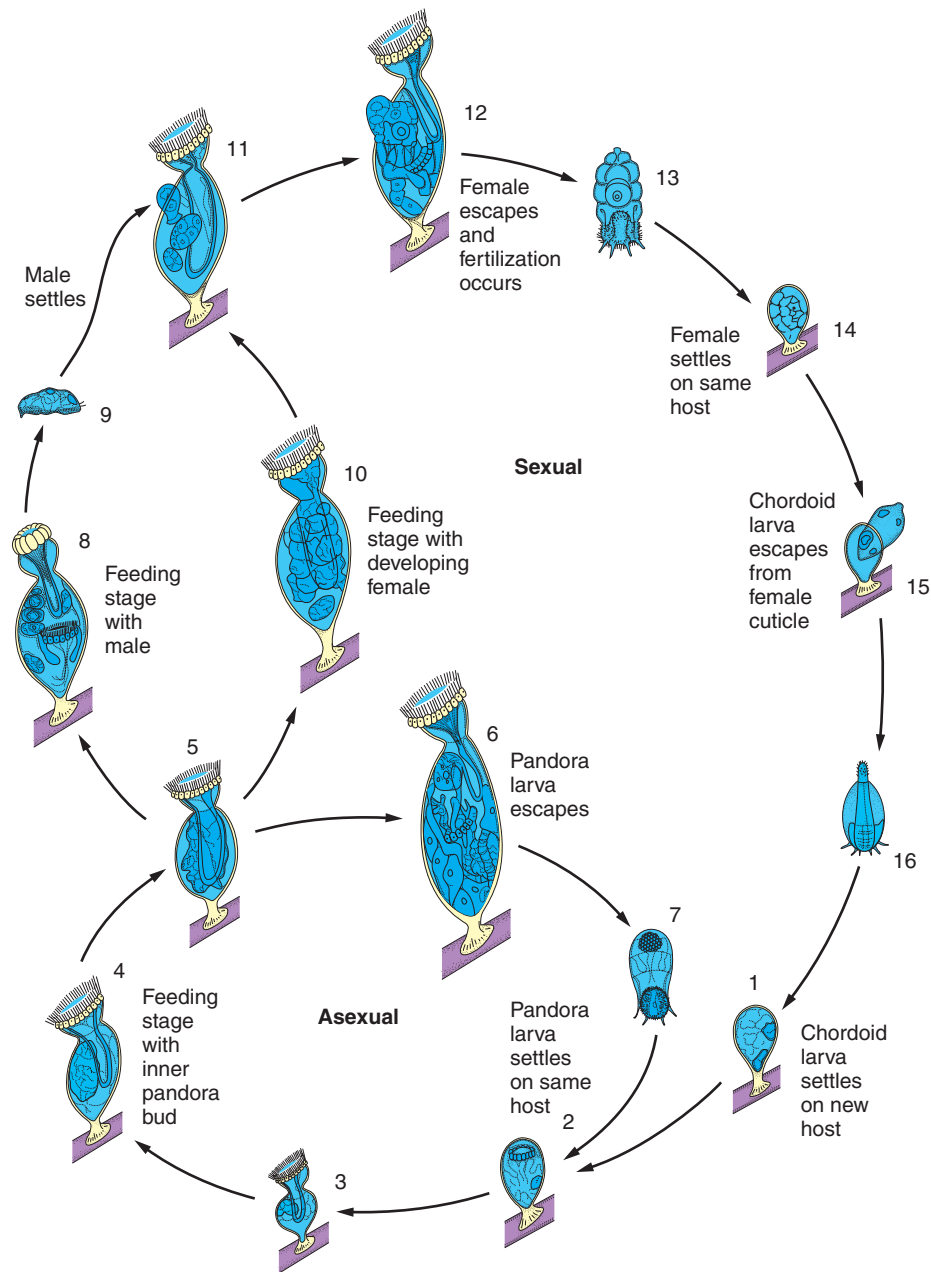 12
11
Female
escapes
and
fertilization
occurs
13
Male
settles
14
Female
settles
on same
host
9
10
Sexual
Feeding
stage with
developing
female
8
Feeding
stage
with
male
Chordoid
larva
escapes
from
female
cuticle
15
6
5
Pandora
larva
escapes
16
7
4
Feeding
stage
with
inner
pandora
bud
Asexual
Pandora
larva
settles
on same
host
1
Chordoid
larva
settles
on new
host
2
3